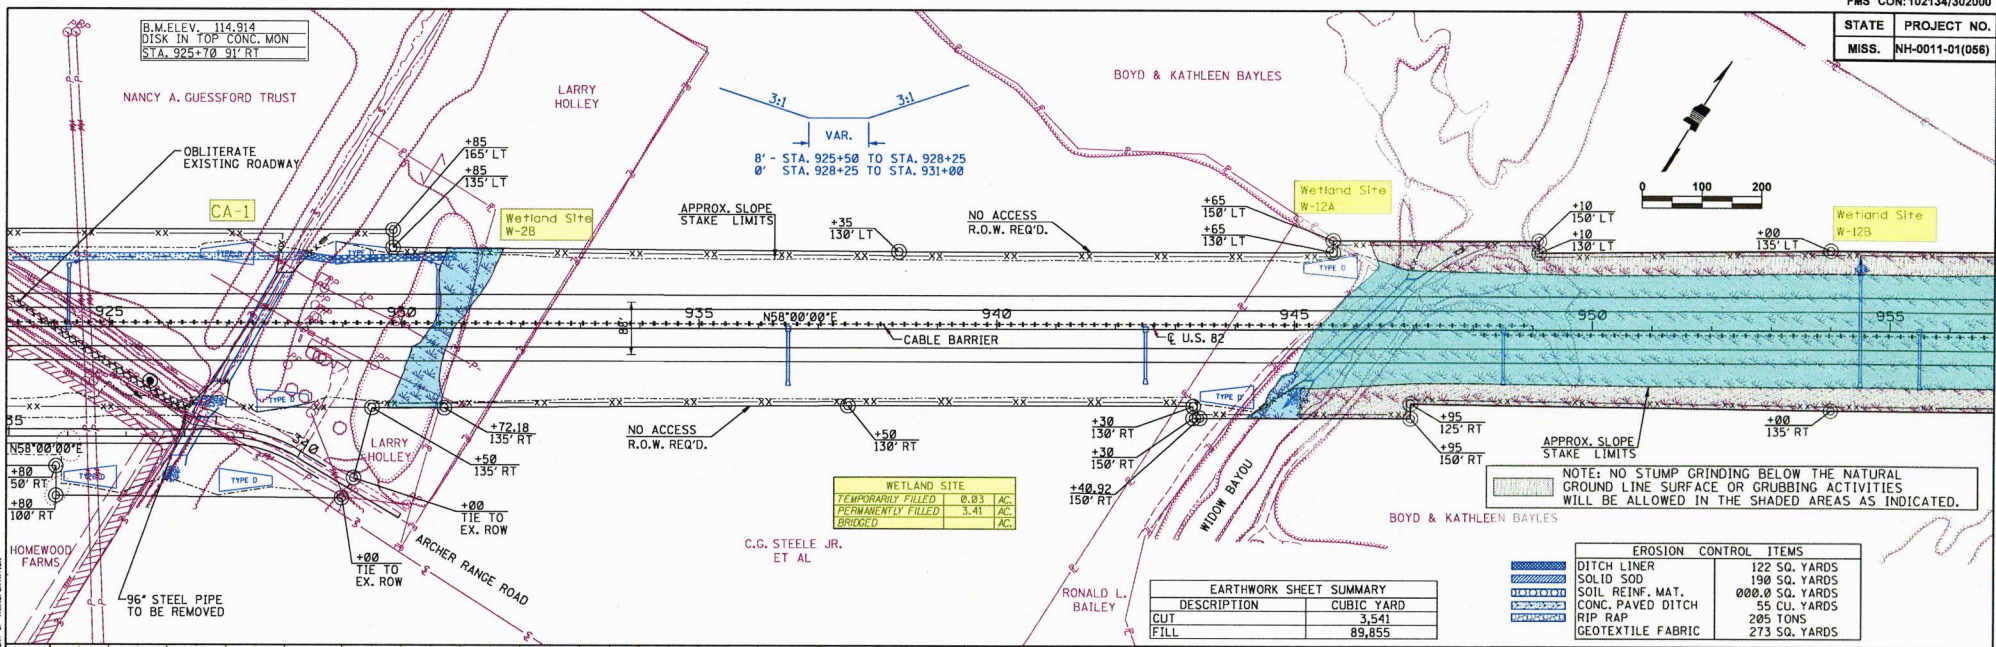 PMS CON: 102134/302000
STATE PROJECT NO.
MISS. NH-0011-01(056)
B.M.ELEV. 114.914
DISK IN TOP CONC. MON
STA. 925+70 91' RT
NANCY A. GUESSFORD TRUST
OBLITERATE
EXISTING ROADWAY
CA-1
+85
165' LT
+85
135' LT
LARRY
HOLLEY
Wetland Site
W-2B
3:1
3:1
VAR.
8' - STA. 925+50 TO STA. 928+25
0' STA. 928+25 TO STA. 931+00
APPROX. SLOPE
STAKE LIMITS
+35
130' LT
NO ACCESS
R.O.W. REQ'D.
BOYD & KATHLEEN BAYLES
+65
150' LT
+65
130' LT
Wetland Site
W-12A
+10
150' LT
+10
130' LT
0 100 200
+00
135' LT
Wetland Site
W-12B
TYPE D
925
930
935
N58°00'00"E
940
945
950
955
88'
CABLE BARRIER
℄ U.S. 82
TYPE D
TYPE D
35
N58°00'00"E
+80
50' RT
+80
100' RT
TYPE D
340
LARRY
HOLLEY
+72.18
135' RT
+50
135' RT
+00
TIE TO
EX. ROW
+00
TIE TO
EX. ROW
ARCHER RANGE ROAD
HOMEWOOD
FARMS
96" STEEL PIPE
TO BE REMOVED
NO ACCESS
R.O.W. REQ'D.
+50
130' RT
WETLAND SITE
TEMPORARILY FILLED 0.03 AC.
PERMANENTLY FILLED 3.41 AC.
BRIDGED AC.
C.G. STEELE JR.
ET AL
+30
130' RT
+30
150' RT
+40.92
150' RT
WIDOW BAYOU
RONALD L.
BAILEY
+95
125' RT
+95
150' RT
BOYD & KATHLEEN BAYLES
APPROX. SLOPE
STAKE LIMITS
+00
135' RT
NOTE: NO STUMP GRINDING BELOW THE NATURAL
GROUND LINE SURFACE OR GRUBBING ACTIVITIES
WILL BE ALLOWED IN THE SHADED AREAS AS INDICATED.
EARTHWORK SHEET SUMMARY
DESCRIPTION CUBIC YARD
CUT 3,541
FILL 89,855
EROSION CONTROL ITEMS
DITCH LINER 122 SQ. YARDS
SOLID SOD 190 SQ. YARDS
SOIL REINF. MAT. 000.0 SQ. YARDS
CONC. PAVED DITCH 55 CU. YARDS
RIP RAP 205 TONS
GEOTEXTILE FABRIC 273 SQ. YARDS